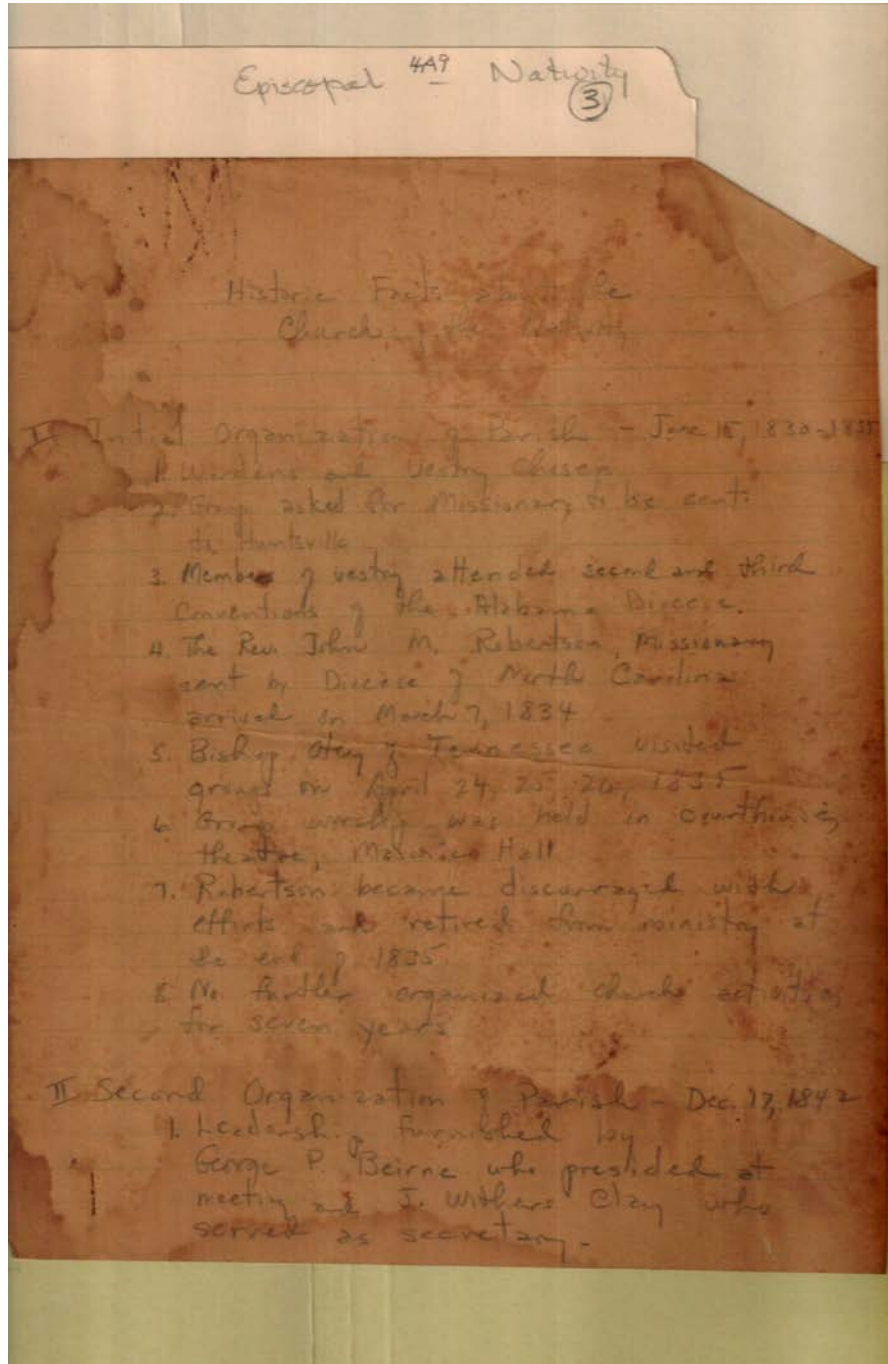 Episcopal 4A9 Nativity
3
Historic Facts about the
Church of the Nativity
I Initial Organization of Parish - June 15, 1830-1835
1. Wardens and Vestry Chosen
2. Group asked for Missionary to be sent
to Huntsville
3. Members of vestry attended second and third
Conventions of the Alabama Diocese.
4. The Rev. John M. Robertson, Missionary
sent by Diocese of North Carolina
arrived on March 7, 1834
5. Bishop Otey of Tennessee visited
group on April 24, 25, 26, 1835
6. Group worship was held in courthouse,
theatre, Masonic Hall
7. Robertson became discouraged with
efforts and retired from ministry at
the end of 1835
8. No further organized church activities
for seven years
II Second Organization of Parish - Dec. 17, 1842
1. Leadership furnished by
George P. Beirne who presided at
meeting and J. Withers Clay who
served as secretary.